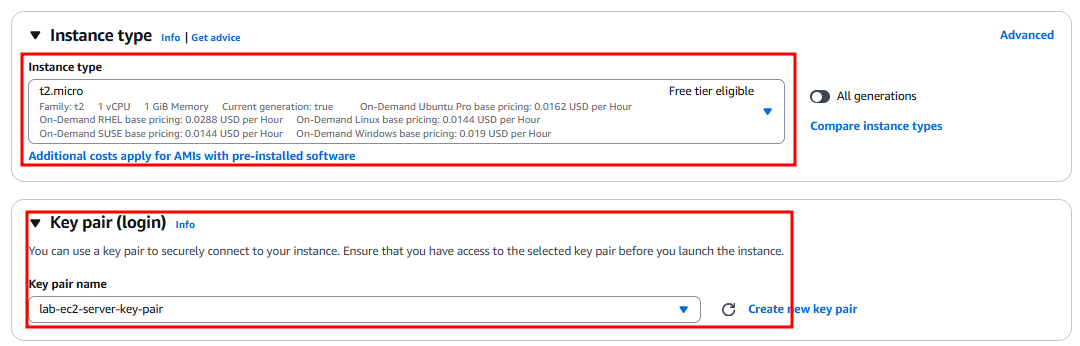 Instance type Info | Get advice Advanced
Instance type
t2.micro Free tier eligible
Family: t2 1 vCPU 1 GiB Memory Current generation: true On-Demand Ubuntu Pro base pricing: 0.0162 USD per Hour
On-Demand RHEL base pricing: 0.0288 USD per Hour On-Demand Linux base pricing: 0.0144 USD per Hour
On-Demand SUSE base pricing: 0.0144 USD per Hour On-Demand Windows base pricing: 0.019 USD per Hour
All generations
Compare instance types
Additional costs apply for AMIs with pre-installed software
Key pair (login) Info
You can use a key pair to securely connect to your instance. Ensure that you have access to the selected key pair before you launch the instance.
Key pair name
lab-ec2-server-key-pair Create new key pair